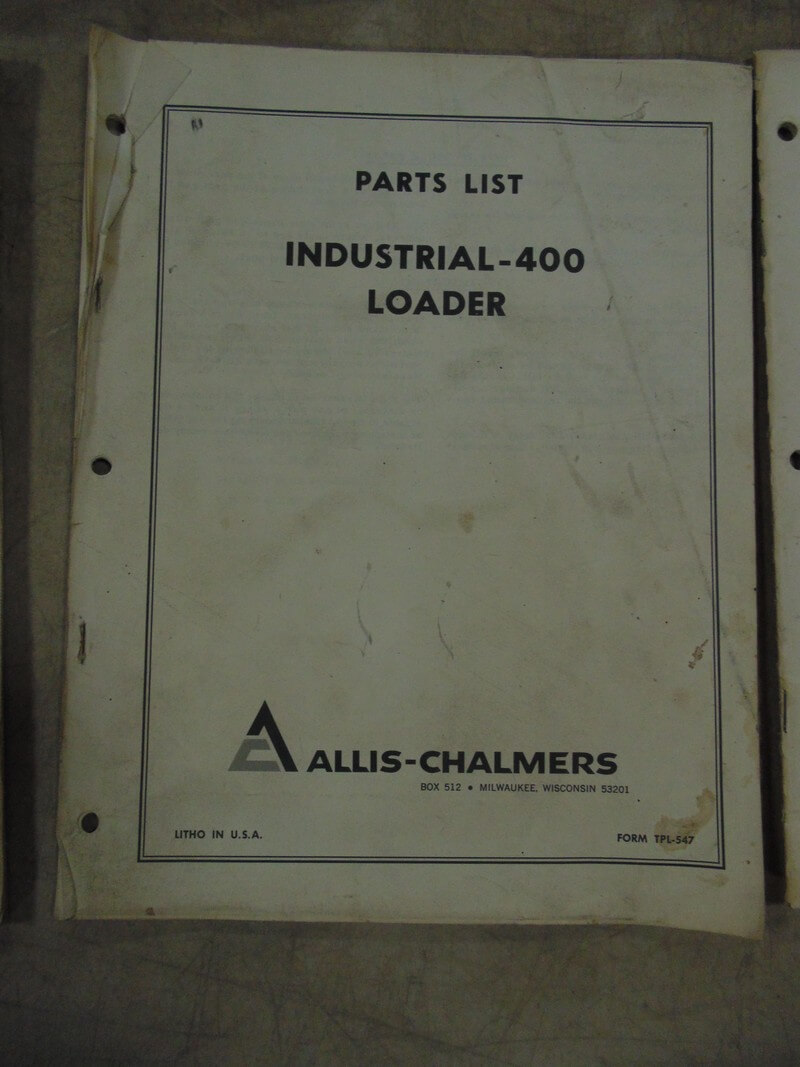 PARTS LIST
INDUSTRIAL-400
LOADER
ALLIS-CHALMERS
BOX 512 • MILWAUKEE, WISCONSIN 53201
LITHO IN U.S.A.
FORM TPL-547